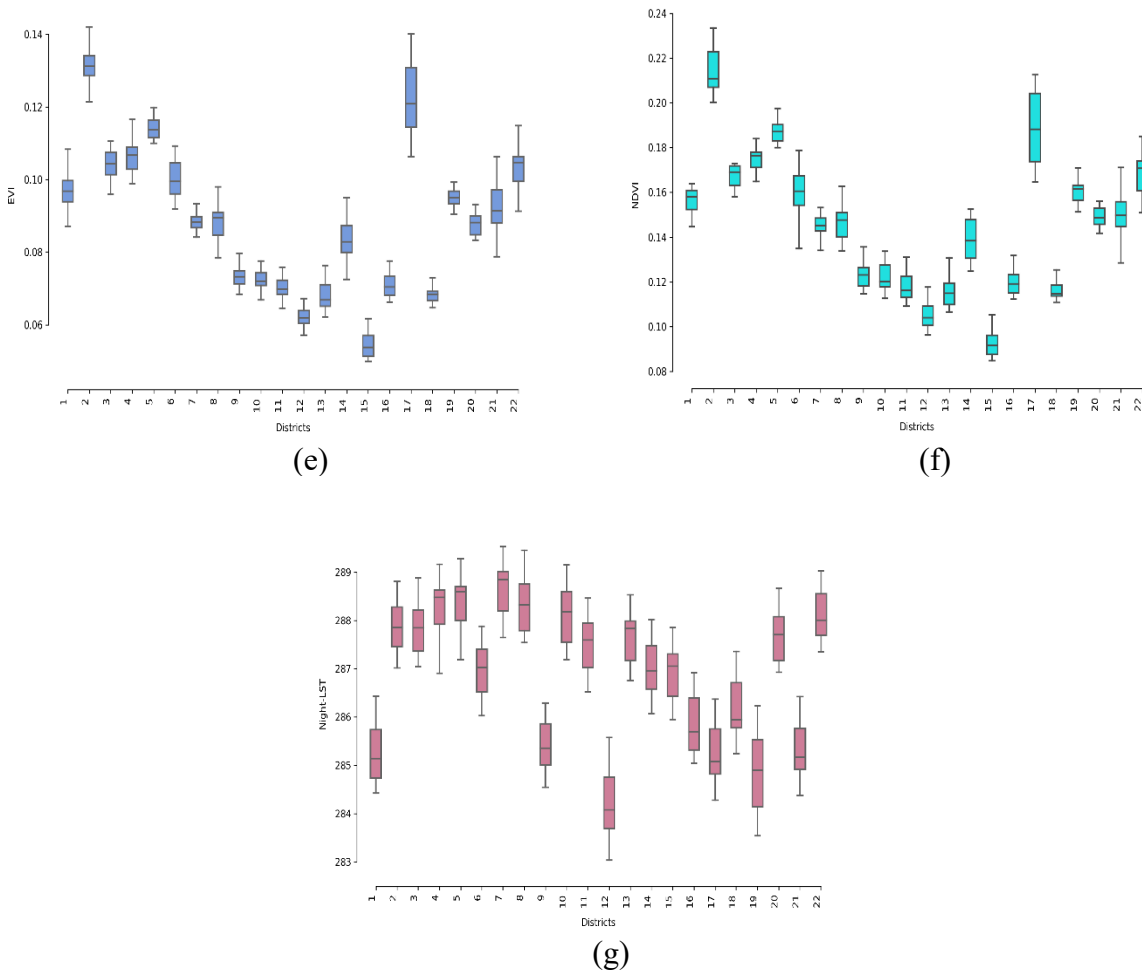 0.14
0.12
0.10
0.08
0.06
EVI
1 2 3 4 5 6 7 8 9 10 11 12 13 14 15 16 17 18 19 20 21 22
Districts
(e)
0.24
0.22
0.20
0.18
0.16
0.14
0.12
0.10
0.08
NDVI
1 2 3 4 5 6 7 8 9 10 11 12 13 14 15 16 17 18 19 20 21 22
Districts
(f)
289
288
287
286
285
284
283
Night-LST
1 2 3 4 5 6 7 8 9 10 11 12 13 14 15 16 17 18 19 20 21 22
Districts
(g)